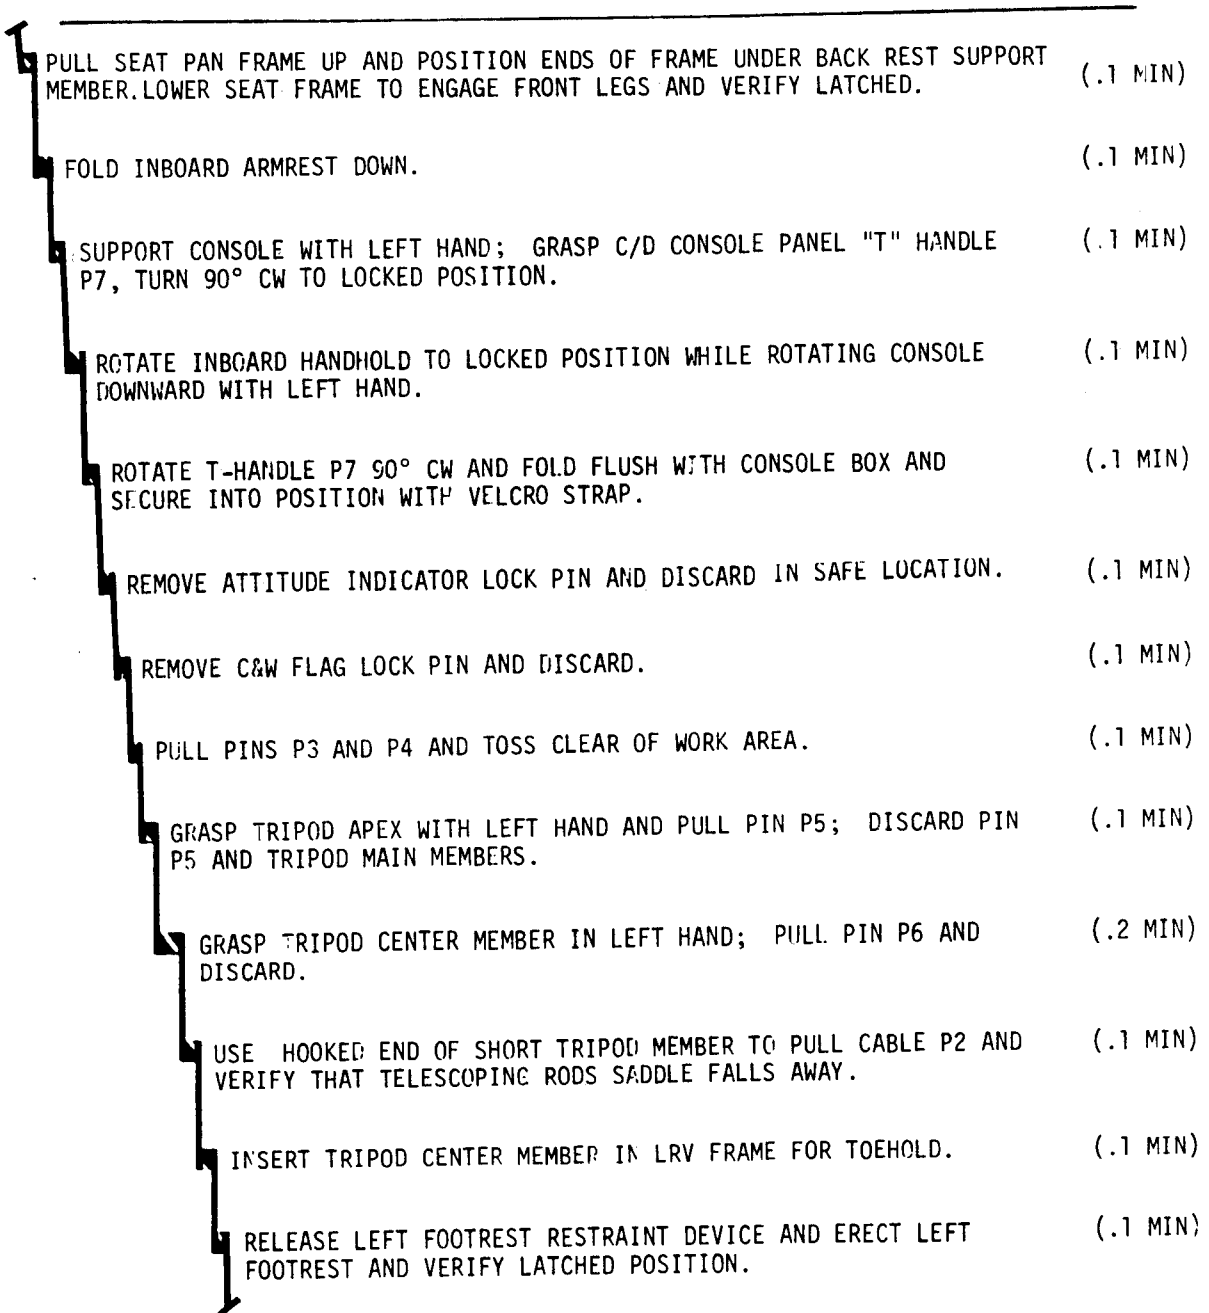 PULL SEAT PAN FRAME UP AND POSITION ENDS OF FRAME UNDER BACK REST SUPPORT (.1 MIN)
MEMBER.LOWER SEAT FRAME TO ENGAGE FRONT LEGS AND VERIFY LATCHED.
FOLD INBOARD ARMREST DOWN. (.1 MIN)
SUPPORT CONSOLE WITH LEFT HAND; GRASP C/D CONSOLE PANEL "T" HANDLE (.1 MIN)
P7, TURN 90° CW TO LOCKED POSITION.
ROTATE INBOARD HANDHOLD TO LOCKED POSITION WHILE ROTATING CONSOLE (.1 MIN)
DOWNWARD WITH LEFT HAND.
ROTATE T-HANDLE P7 90° CW AND FOLD FLUSH WITH CONSOLE BOX AND (.1 MIN)
SECURE INTO POSITION WITH VELCRO STRAP.
REMOVE ATTITUDE INDICATOR LOCK PIN AND DISCARD IN SAFE LOCATION. (.1 MIN)
REMOVE C&W FLAG LOCK PIN AND DISCARD. (.1 MIN)
PULL PINS P3 AND P4 AND TOSS CLEAR OF WORK AREA. (.1 MIN)
GRASP TRIPOD APEX WITH LEFT HAND AND PULL PIN P5; DISCARD PIN (.1 MIN)
P5 AND TRIPOD MAIN MEMBERS.
GRASP TRIPOD CENTER MEMBER IN LEFT HAND; PULL PIN P6 AND (.2 MIN)
DISCARD.
USE HOOKED END OF SHORT TRIPOD MEMBER TO PULL CABLE P2 AND (.1 MIN)
VERIFY THAT TELESCOPING RODS SADDLE FALLS AWAY.
INSERT TRIPOD CENTER MEMBER IN LRV FRAME FOR TOEHOLD. (.1 MIN)
RELEASE LEFT FOOTREST RESTRAINT DEVICE AND ERECT LEFT (.1 MIN)
FOOTREST AND VERIFY LATCHED POSITION.